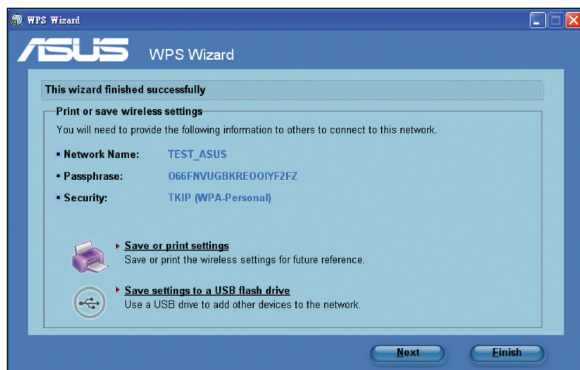 WPS Wizard
ASUS WPS Wizard
This wizard finished successfully
Print or save wireless settings
You will need to provide the following information to others to connect to this network.
▪ Network Name: TEST_ASUS
▪ Passphrase: O66FNVUGBKREOOIYF2FZ
▪ Security: TKIP (WPA-Personal)
Save or print settings
Save or print the wireless settings for future reference.
Save settings to a USB flash drive
Use a USB drive to add other devices to the network.
Next Finish